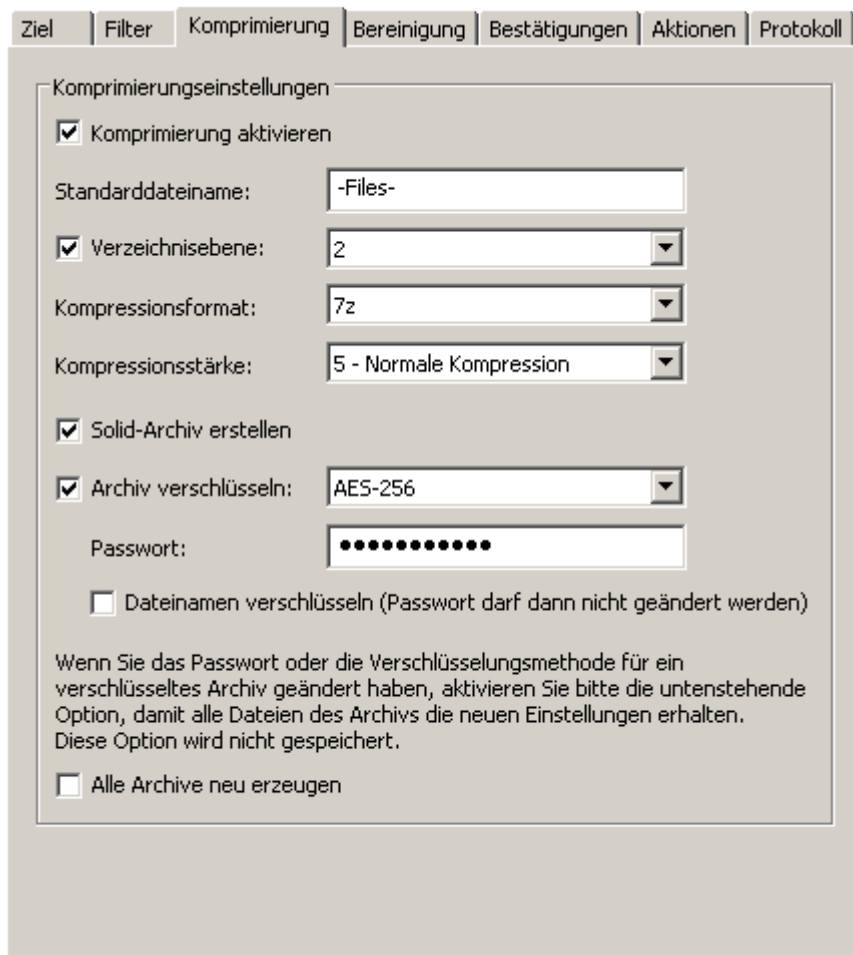 Ziel Filter Komprimierung Bereinigung Bestätigungen Aktionen Protokoll
Komprimierungseinstellungen
Komprimierung aktivieren
Standarddateiname: -Files-
Verzeichnisebene: 2
Kompressionsformat: 7z
Kompressionsstärke: 5 - Normale Kompression
Solid-Archiv erstellen
Archiv verschlüsseln: AES-256
Passwort: ●●●●●●●●●●●
Dateinamen verschlüsseln (Passwort darf dann nicht geändert werden)
Wenn Sie das Passwort oder die Verschlüsselungsmethode für ein
verschlüsseltes Archiv geändert haben, aktivieren Sie bitte die untenstehende
Option, damit alle Dateien des Archivs die neuen Einstellungen erhalten.
Diese Option wird nicht gespeichert.
Alle Archive neu erzeugen